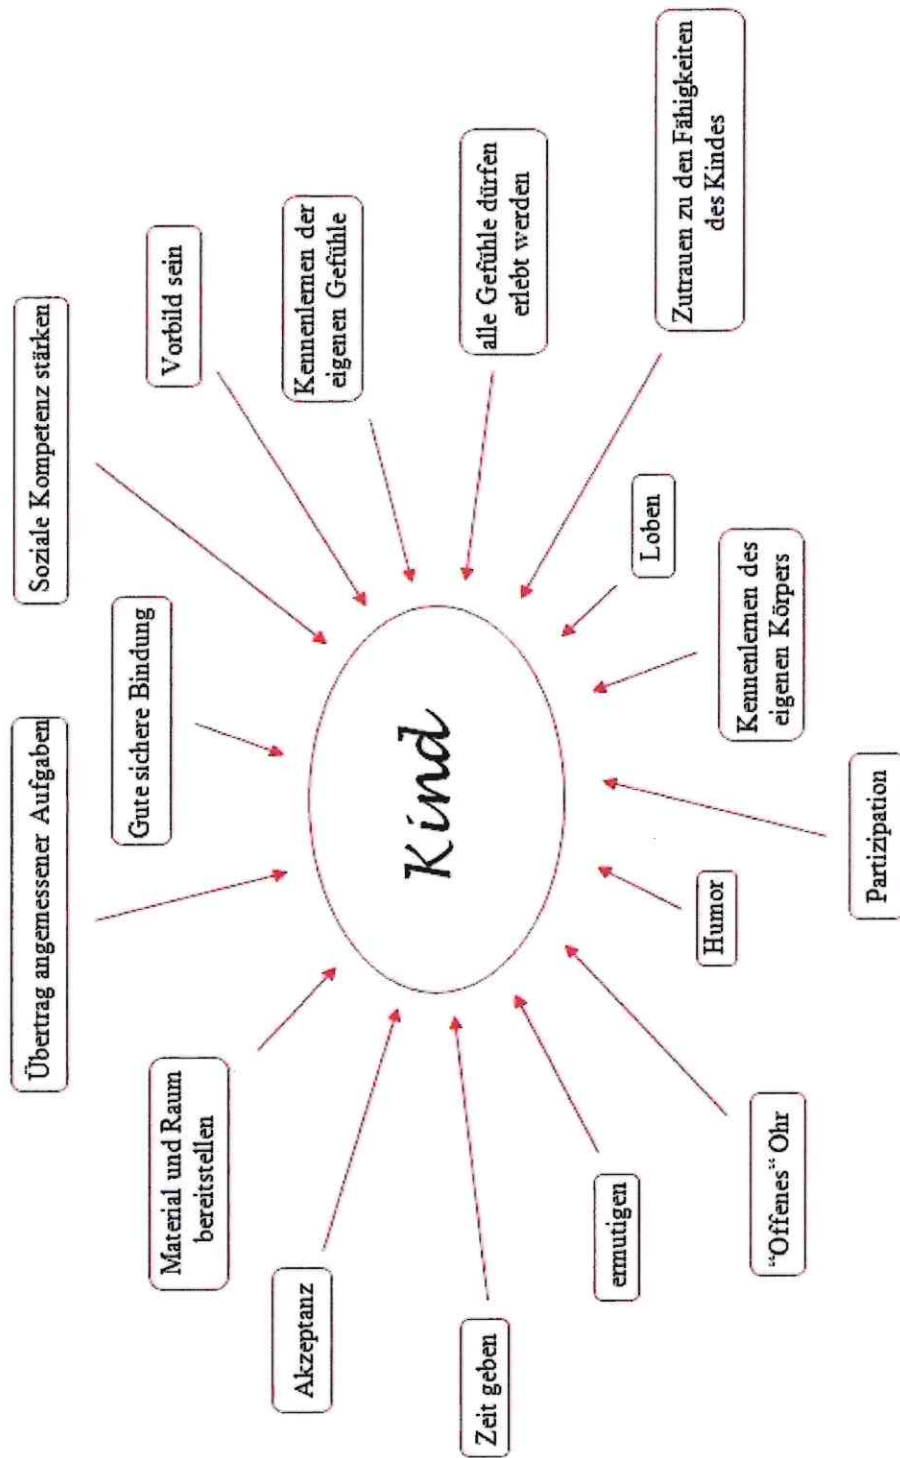 Übertrag angemessener Aufgaben
Soziale Kompetenz stärken
Gute sichere Bindung
Vorbild sein
Material und Raum
bereitstellen
Kennenlernen der
eigenen Gefühle
Akzeptanz
Kind
alle Gefühle dürfen
erlebt werden
Zeit geben
ermutigen
Loben
Zutrauen zu den Fähigkeiten
des Kindes
Humor
Kennenlernen des
eigenen Körpers
"Offenes“ Ohr
Partizipation